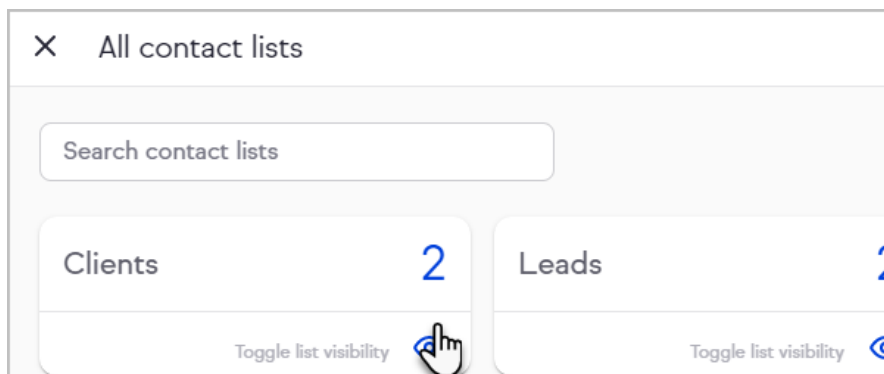 All contact lists
Search contact lists
Clients 2
Leads
Toggle list visibility
Toggle list visibility